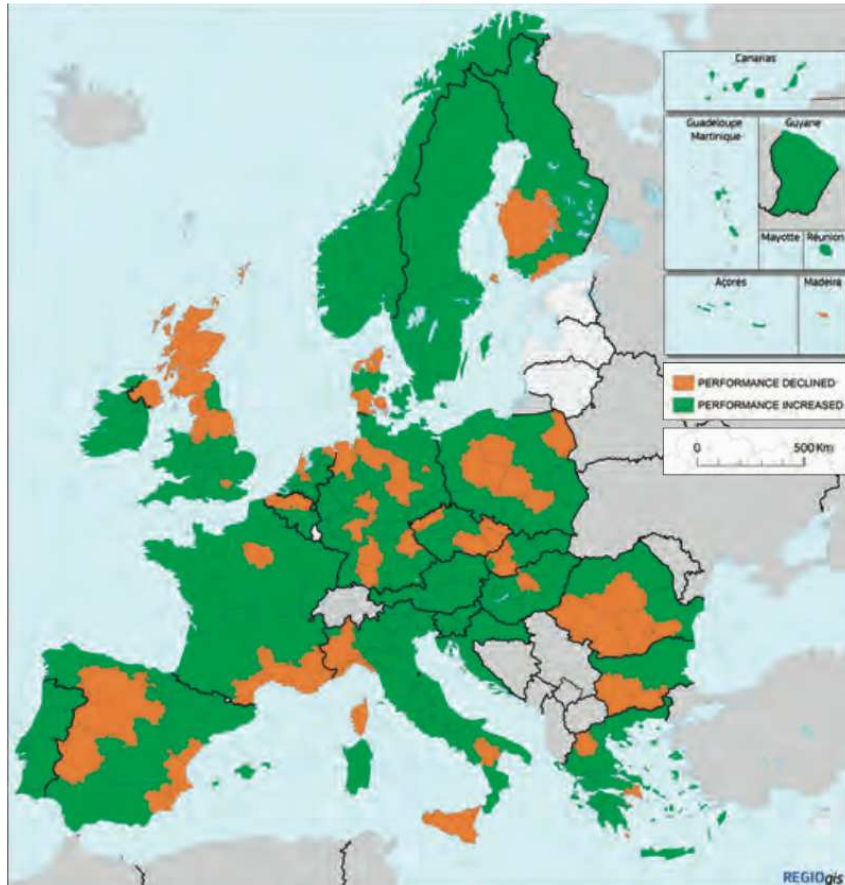 Canarias
Guadeloupe
Martinique
Guyane
Mayotte
Réunion
Açores
Madeira
PERFORMANCE DECLINED
PERFORMANCE INCREASED
0 500 Km
REGIOgis